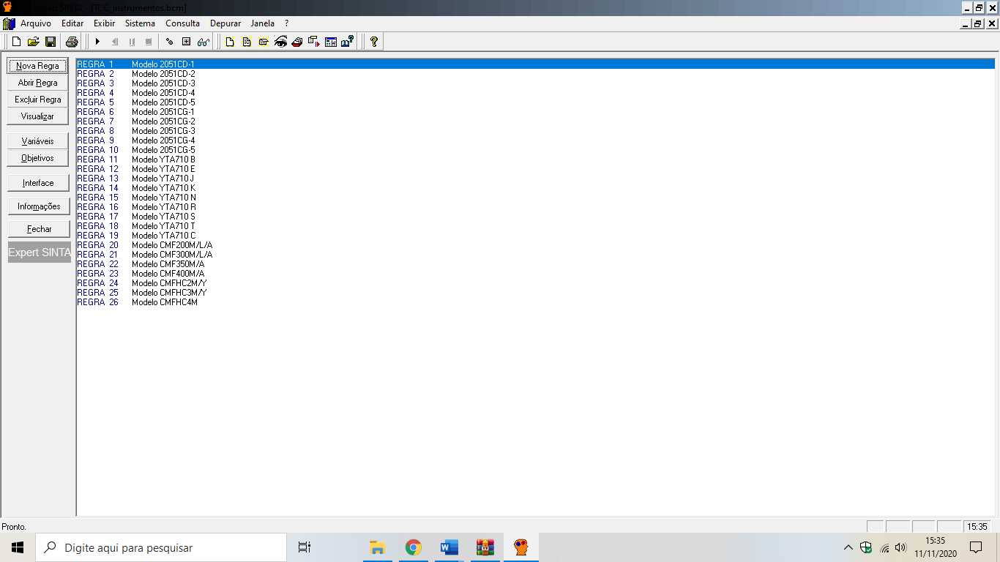 Expert SINTA - [TCC_instrumentos.bcm]
Arquivo Editar Exibir Sistema Consulta Depurar Janela ?
Nova Regra
Abrir Regra
Excluir Regra
Visualizar
Variáveis
Objetivos
Interface
Informações
Fechar
Expert SINTA
REGRA 1 Modelo 2051CD-1
REGRA 2 Modelo 2051CD-2
REGRA 3 Modelo 2051CD-3
REGRA 4 Modelo 2051CD-4
REGRA 5 Modelo 2051CD-5
REGRA 6 Modelo 2051CG-1
REGRA 7 Modelo 2051CG-2
REGRA 8 Modelo 2051CG-3
REGRA 9 Modelo 2051CG-4
REGRA 10 Modelo 2051CG-5
REGRA 11 Modelo YTA710 B
REGRA 12 Modelo YTA710 E
REGRA 13 Modelo YTA710 J
REGRA 14 Modelo YTA710 K
REGRA 15 Modelo YTA710 N
REGRA 16 Modelo YTA710 R
REGRA 17 Modelo YTA710 S
REGRA 18 Modelo YTA710 T
REGRA 19 Modelo YTA710 C
REGRA 20 Modelo CMF200M/L/A
REGRA 21 Modelo CMF300M/L/A
REGRA 22 Modelo CMF350M/A
REGRA 23 Modelo CMF400M/A
REGRA 24 Modelo CMFHC2M/Y
REGRA 25 Modelo CMFHC3M/Y
REGRA 26 Modelo CMFHC4M
Pronto.
15:35
Digite aqui para pesquisar
15:35
11/11/2020